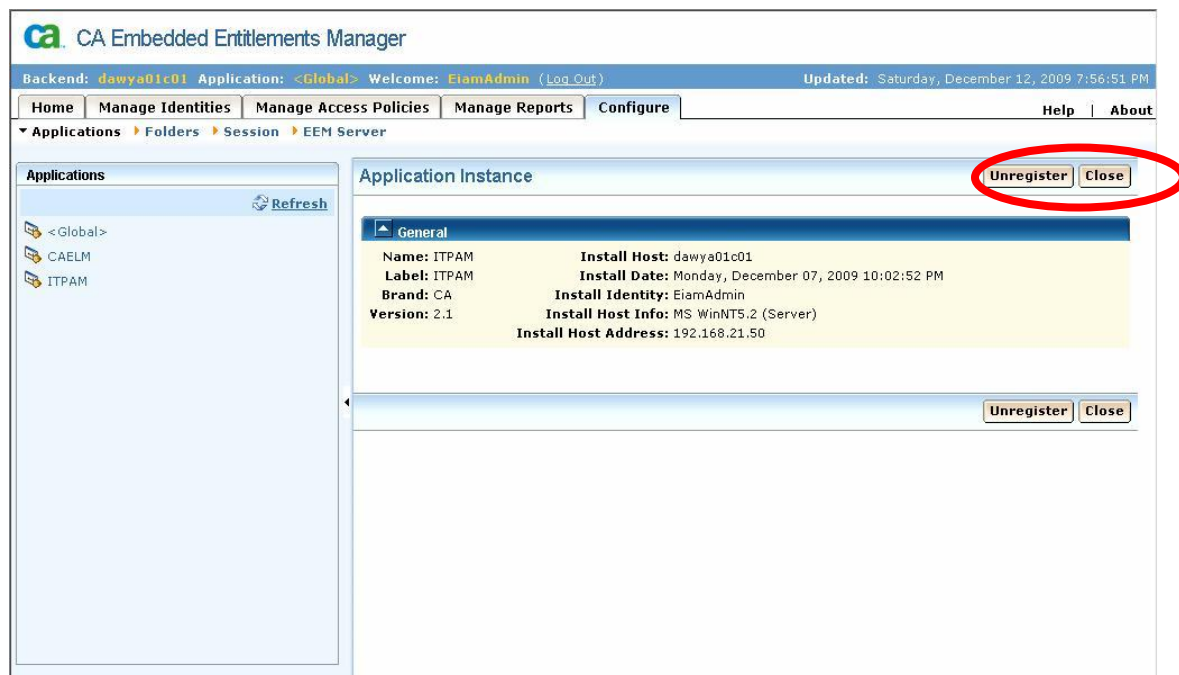 ca CA Embedded Entitlements Manager
Backend: dawya01c01 Application: <Global> Welcome: EiamAdmin (Log Out) Updated: Saturday, December 12, 2009 7:56:51 PM
Home Manage Identities Manage Access Policies Manage Reports Configure Help | About
Applications Folders Session EEM Server
Applications
Refresh
<Global>
CAELM
ITPAM
Application Instance Unregister Close
General
Name: ITPAM Install Host: dawya01c01
Label: ITPAM Install Date: Monday, December 07, 2009 10:02:52 PM
Brand: CA Install Identity: EiamAdmin
Version: 2.1 Install Host Info: MS WinNT5.2 (Server)
Install Host Address: 192.168.21.50
Unregister Close